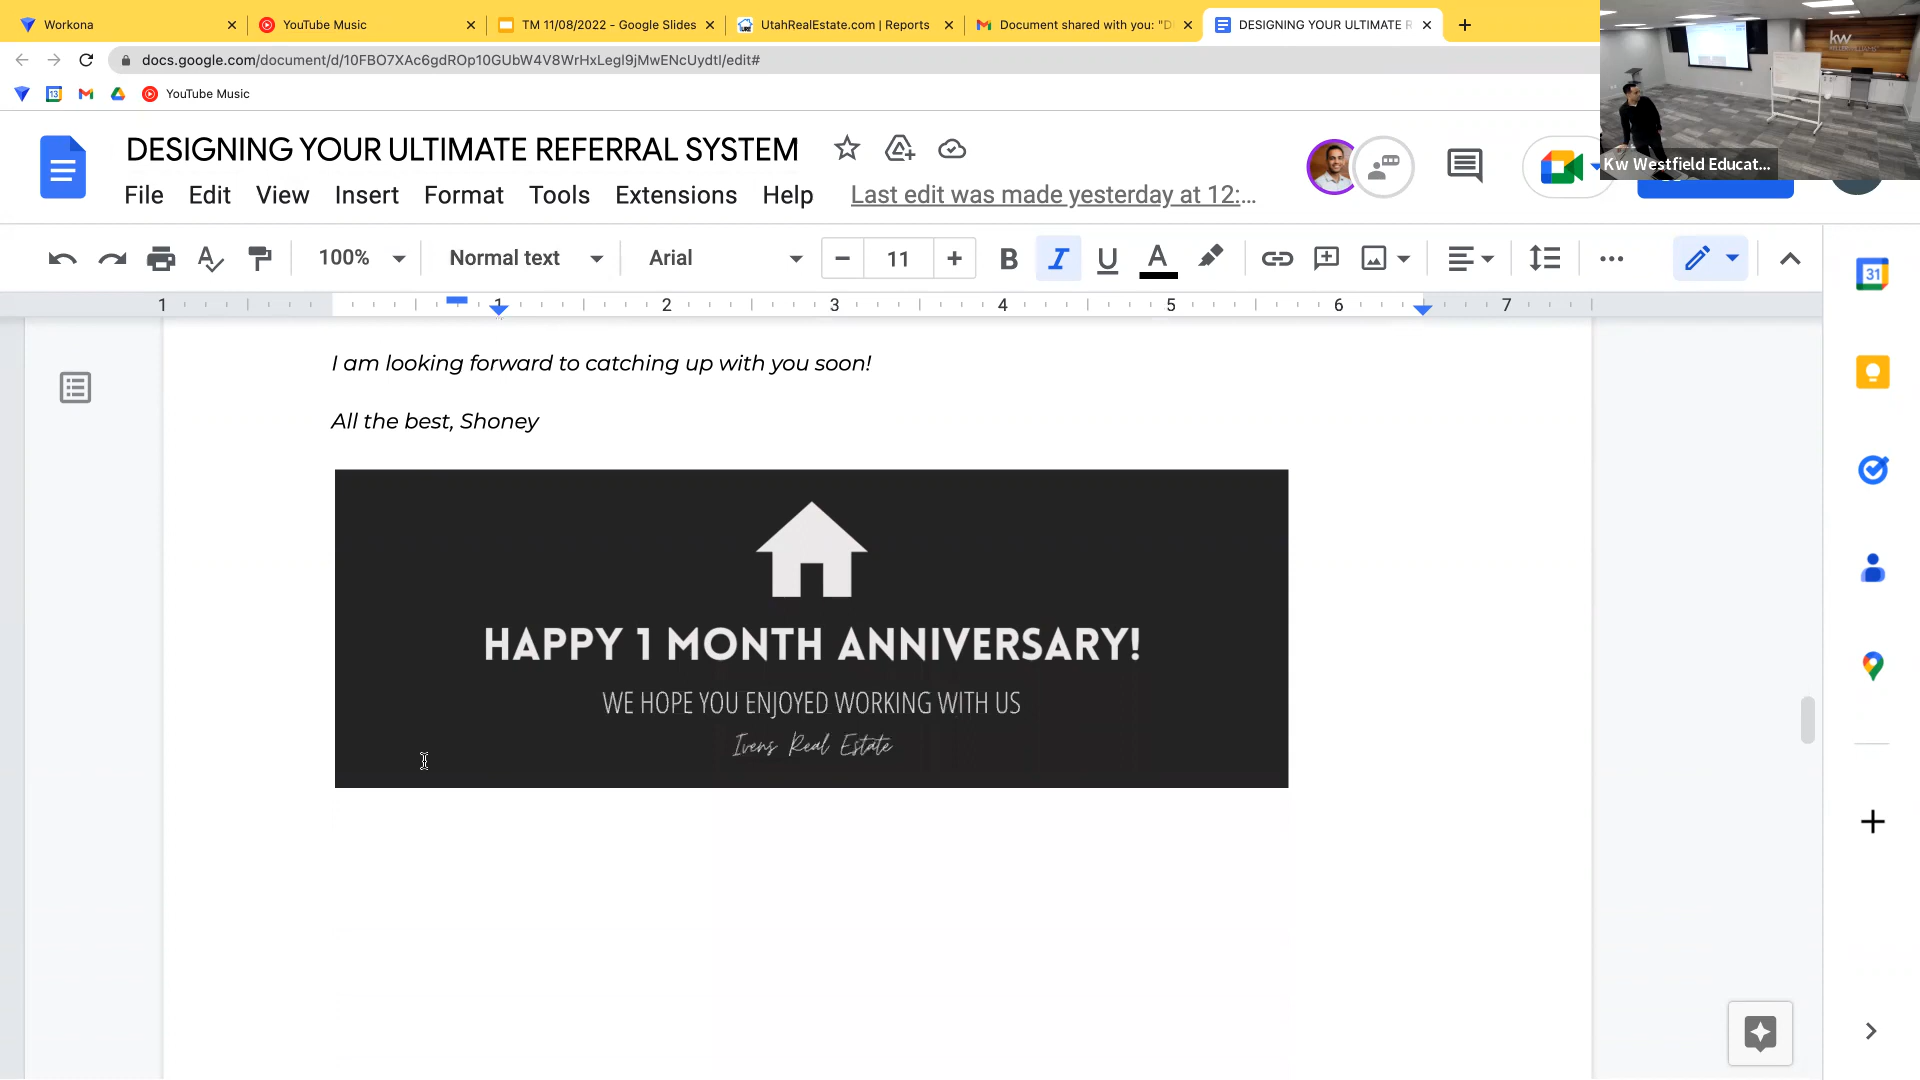 Workona
YouTube Music
TM 11/08/2022 - Google Slides
UtahRealEstate.com | Reports
Document shared with you: "D
DESIGNING YOUR ULTIMATE R
docs.google.com/document/d/10FBO7XAc6gdROp10GUbW4V8WrHxLegI9jMwENcUydtI/edit#
YouTube Music
kw
Kw Westfield Educat...
DESIGNING YOUR ULTIMATE REFERRAL SYSTEM
File Edit View Insert Format Tools Extensions Help Last edit was made yesterday at 12:...
100% Normal text Arial 11 B I U A
31
1 1 2 3 4 5 6 7
I am looking forward to catching up with you soon!
All the best, Shoney
HAPPY 1 MONTH ANNIVERSARY!
WE HOPE YOU ENJOYED WORKING WITH US
Ivens Real Estate